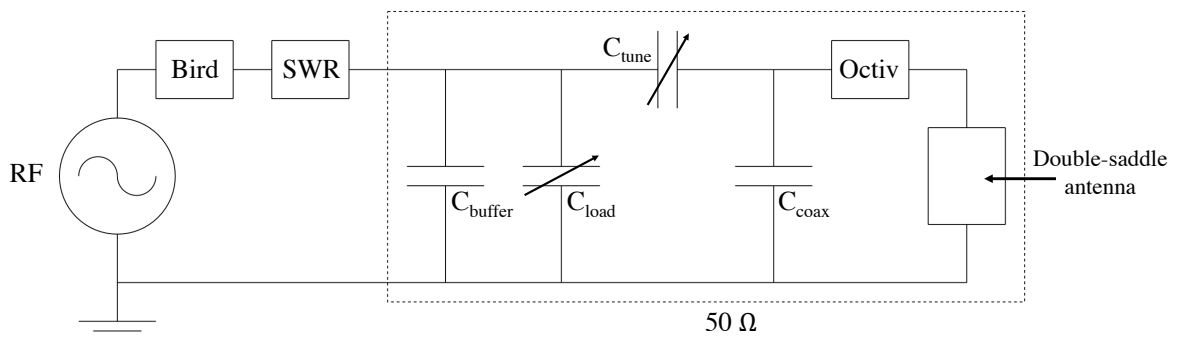 Bird
SWR
C_tune
Octiv
RF
C_buffer
C_load
C_coax
Double-saddle
antenna
50 Ω